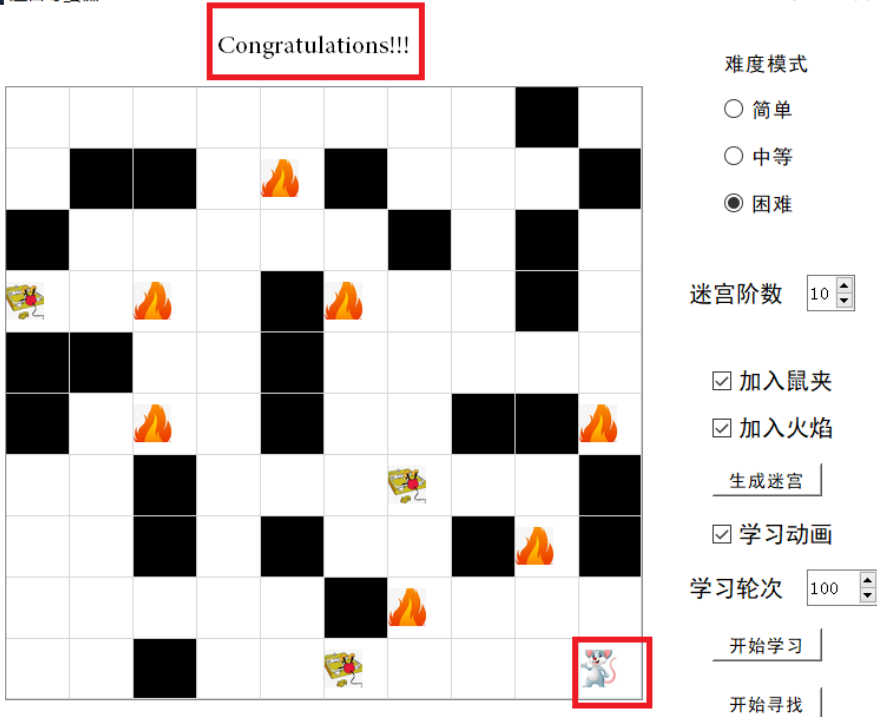 Congratulations!!!
难度模式
简单
中等
困难
迷宫阶数 10
加入鼠夹
加入火焰
生成迷宫
学习动画
学习轮次 100
开始学习
开始寻找